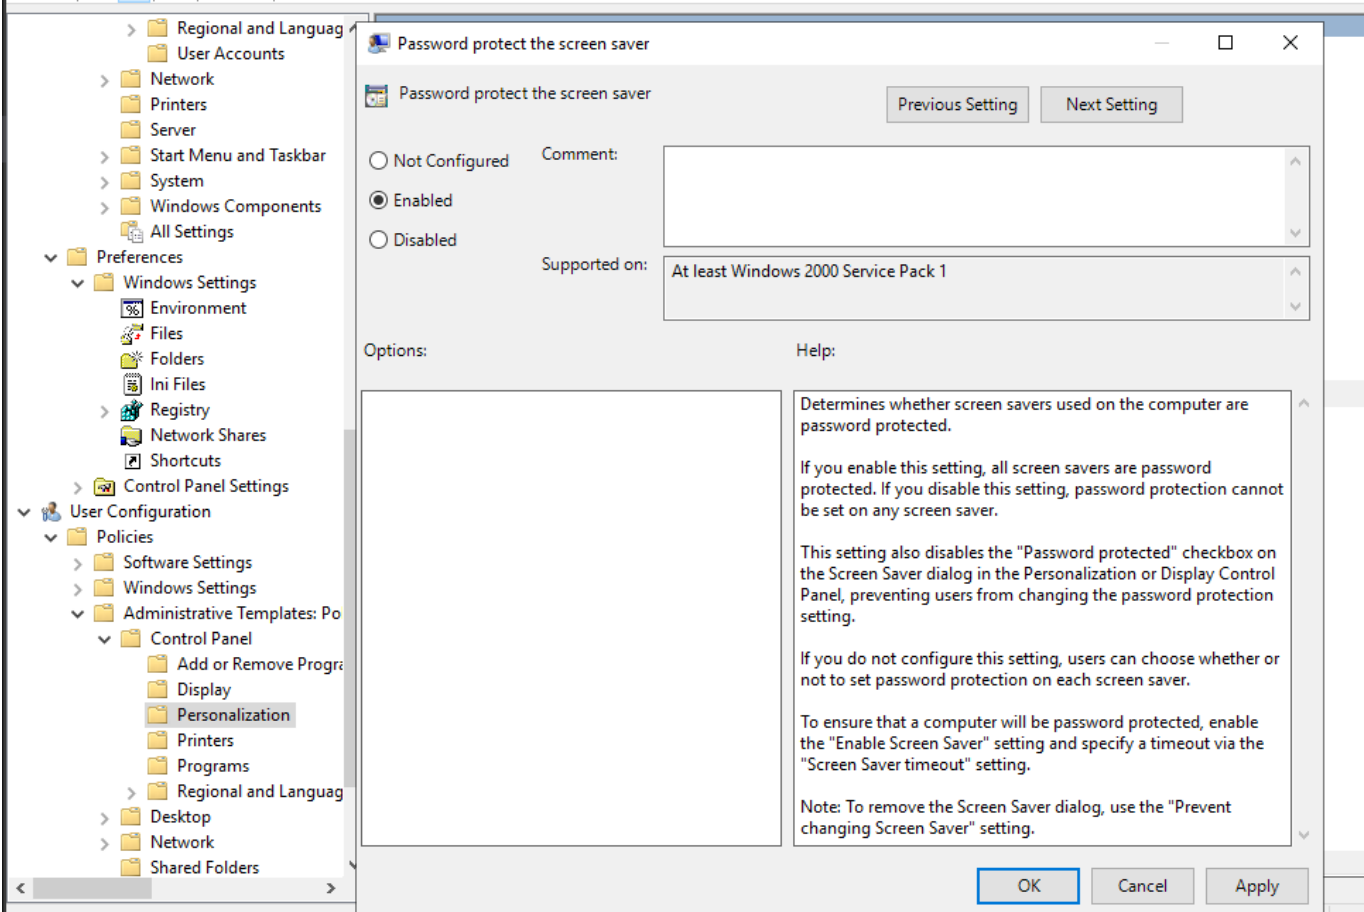 Regional and Languag
User Accounts
Network
Printers
Server
Start Menu and Taskbar
System
Windows Components
All Settings
Preferences
Windows Settings
Environment
Files
Folders
Ini Files
Registry
Network Shares
Shortcuts
Control Panel Settings
User Configuration
Policies
Software Settings
Windows Settings
Administrative Templates: Po
Control Panel
Add or Remove Progra
Display
Personalization
Printers
Programs
Regional and Languag
Desktop
Network
Shared Folders
Password protect the screen saver
Password protect the screen saver
Previous Setting
Next Setting
Not Configured
Enabled
Disabled
Comment:
Supported on:
At least Windows 2000 Service Pack 1
Options:
Help:
Determines whether screen savers used on the computer are
password protected.
If you enable this setting, all screen savers are password
protected. If you disable this setting, password protection cannot
be set on any screen saver.
This setting also disables the "Password protected" checkbox on
the Screen Saver dialog in the Personalization or Display Control
Panel, preventing users from changing the password protection
setting.
If you do not configure this setting, users can choose whether or
not to set password protection on each screen saver.
To ensure that a computer will be password protected, enable
the "Enable Screen Saver" setting and specify a timeout via the
"Screen Saver timeout" setting.
Note: To remove the Screen Saver dialog, use the "Prevent
changing Screen Saver" setting.
OK
Cancel
Apply